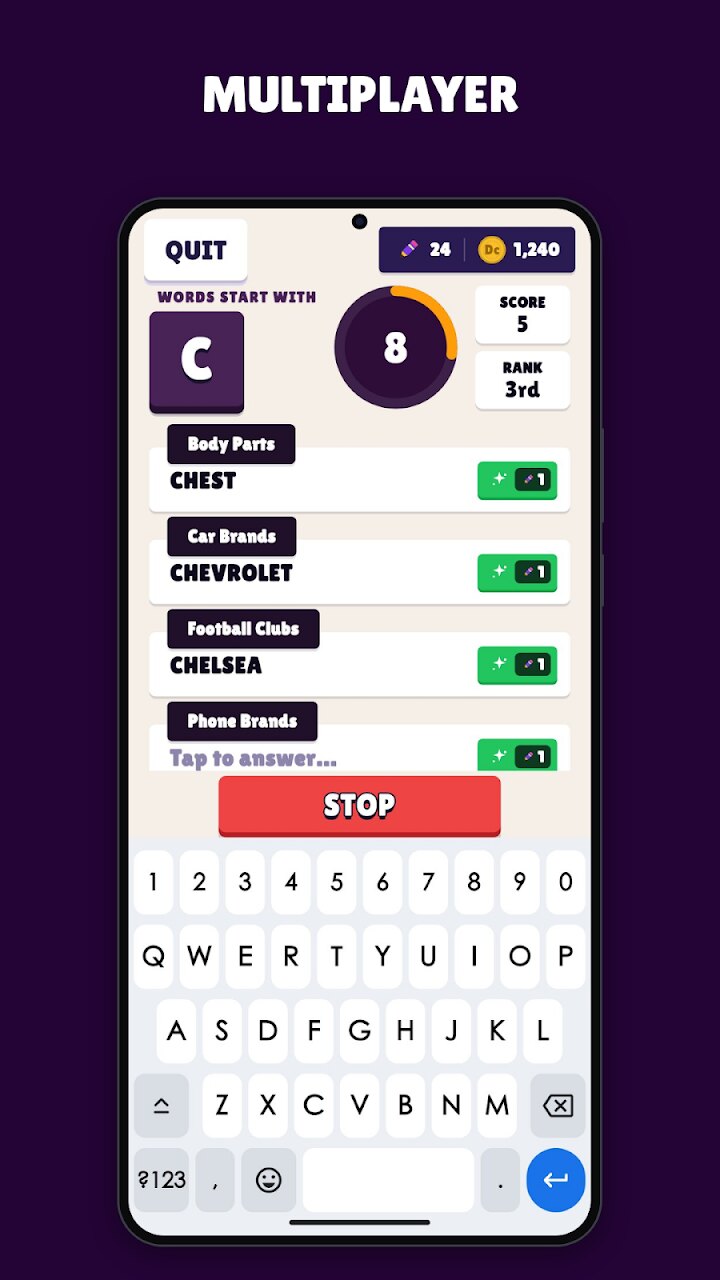 MULTIPLAYER
QUIT
24
Dc 1,240
WORDS START WITH
C
8
SCORE
5
RANK
3rd
Body Parts
CHEST
1
Car Brands
CHEVROLET
1
Football Clubs
CHELSEA
1
Phone Brands
Tap to answer...
1
STOP
1 2 3 4 5 6 7 8 9 0
Q W E R T Y U I O P
A S D F G H J K L
Z X C V B N M
?123 , .